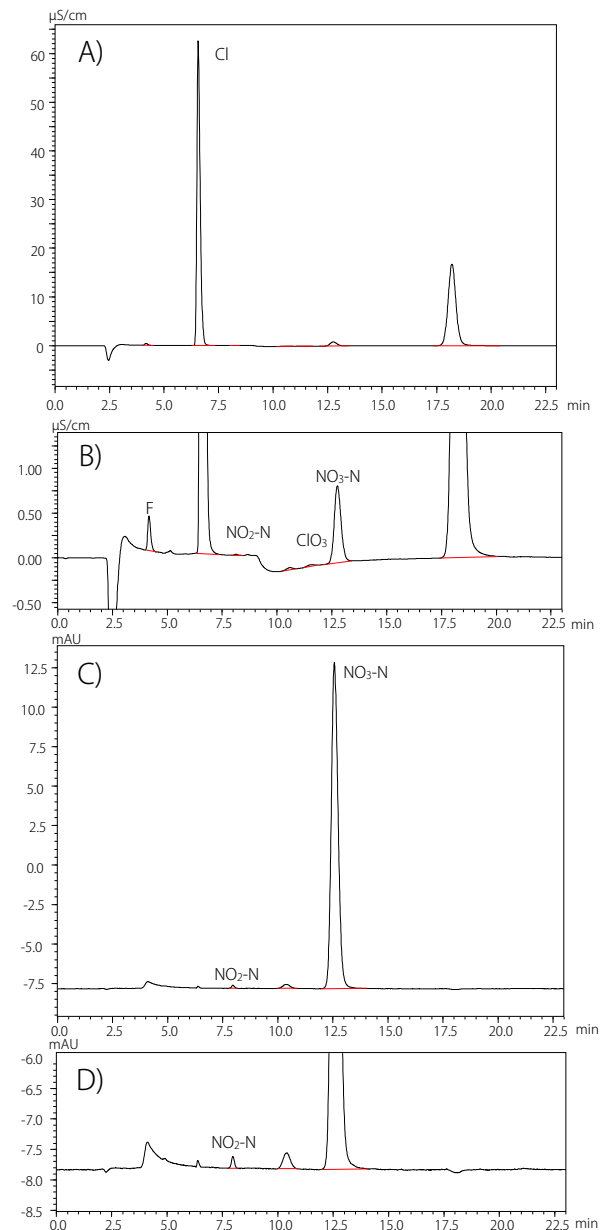 μS/cm
A)
Cl
60
50
40
30
20
10
0
0.0 2.5 5.0 7.5 10.0 12.5 15.0 17.5 20.0 22.5 min
μS/cm
B)
F
NO₂-N
ClO₃
NO₃-N
1.00
0.50
0.00
-0.50
0.0 2.5 5.0 7.5 10.0 12.5 15.0 17.5 20.0 22.5 min
mAU
C)
NO₃-N
NO₂-N
12.5
10.0
7.5
5.0
2.5
0.0
-2.5
-5.0
-7.5
0.0 2.5 5.0 7.5 10.0 12.5 15.0 17.5 20.0 22.5 min
mAU
D)
NO₂-N
-6.0
-6.5
-7.0
-7.5
-8.0
-8.5
0.0 2.5 5.0 7.5 10.0 12.5 15.0 17.5 20.0 22.5 min